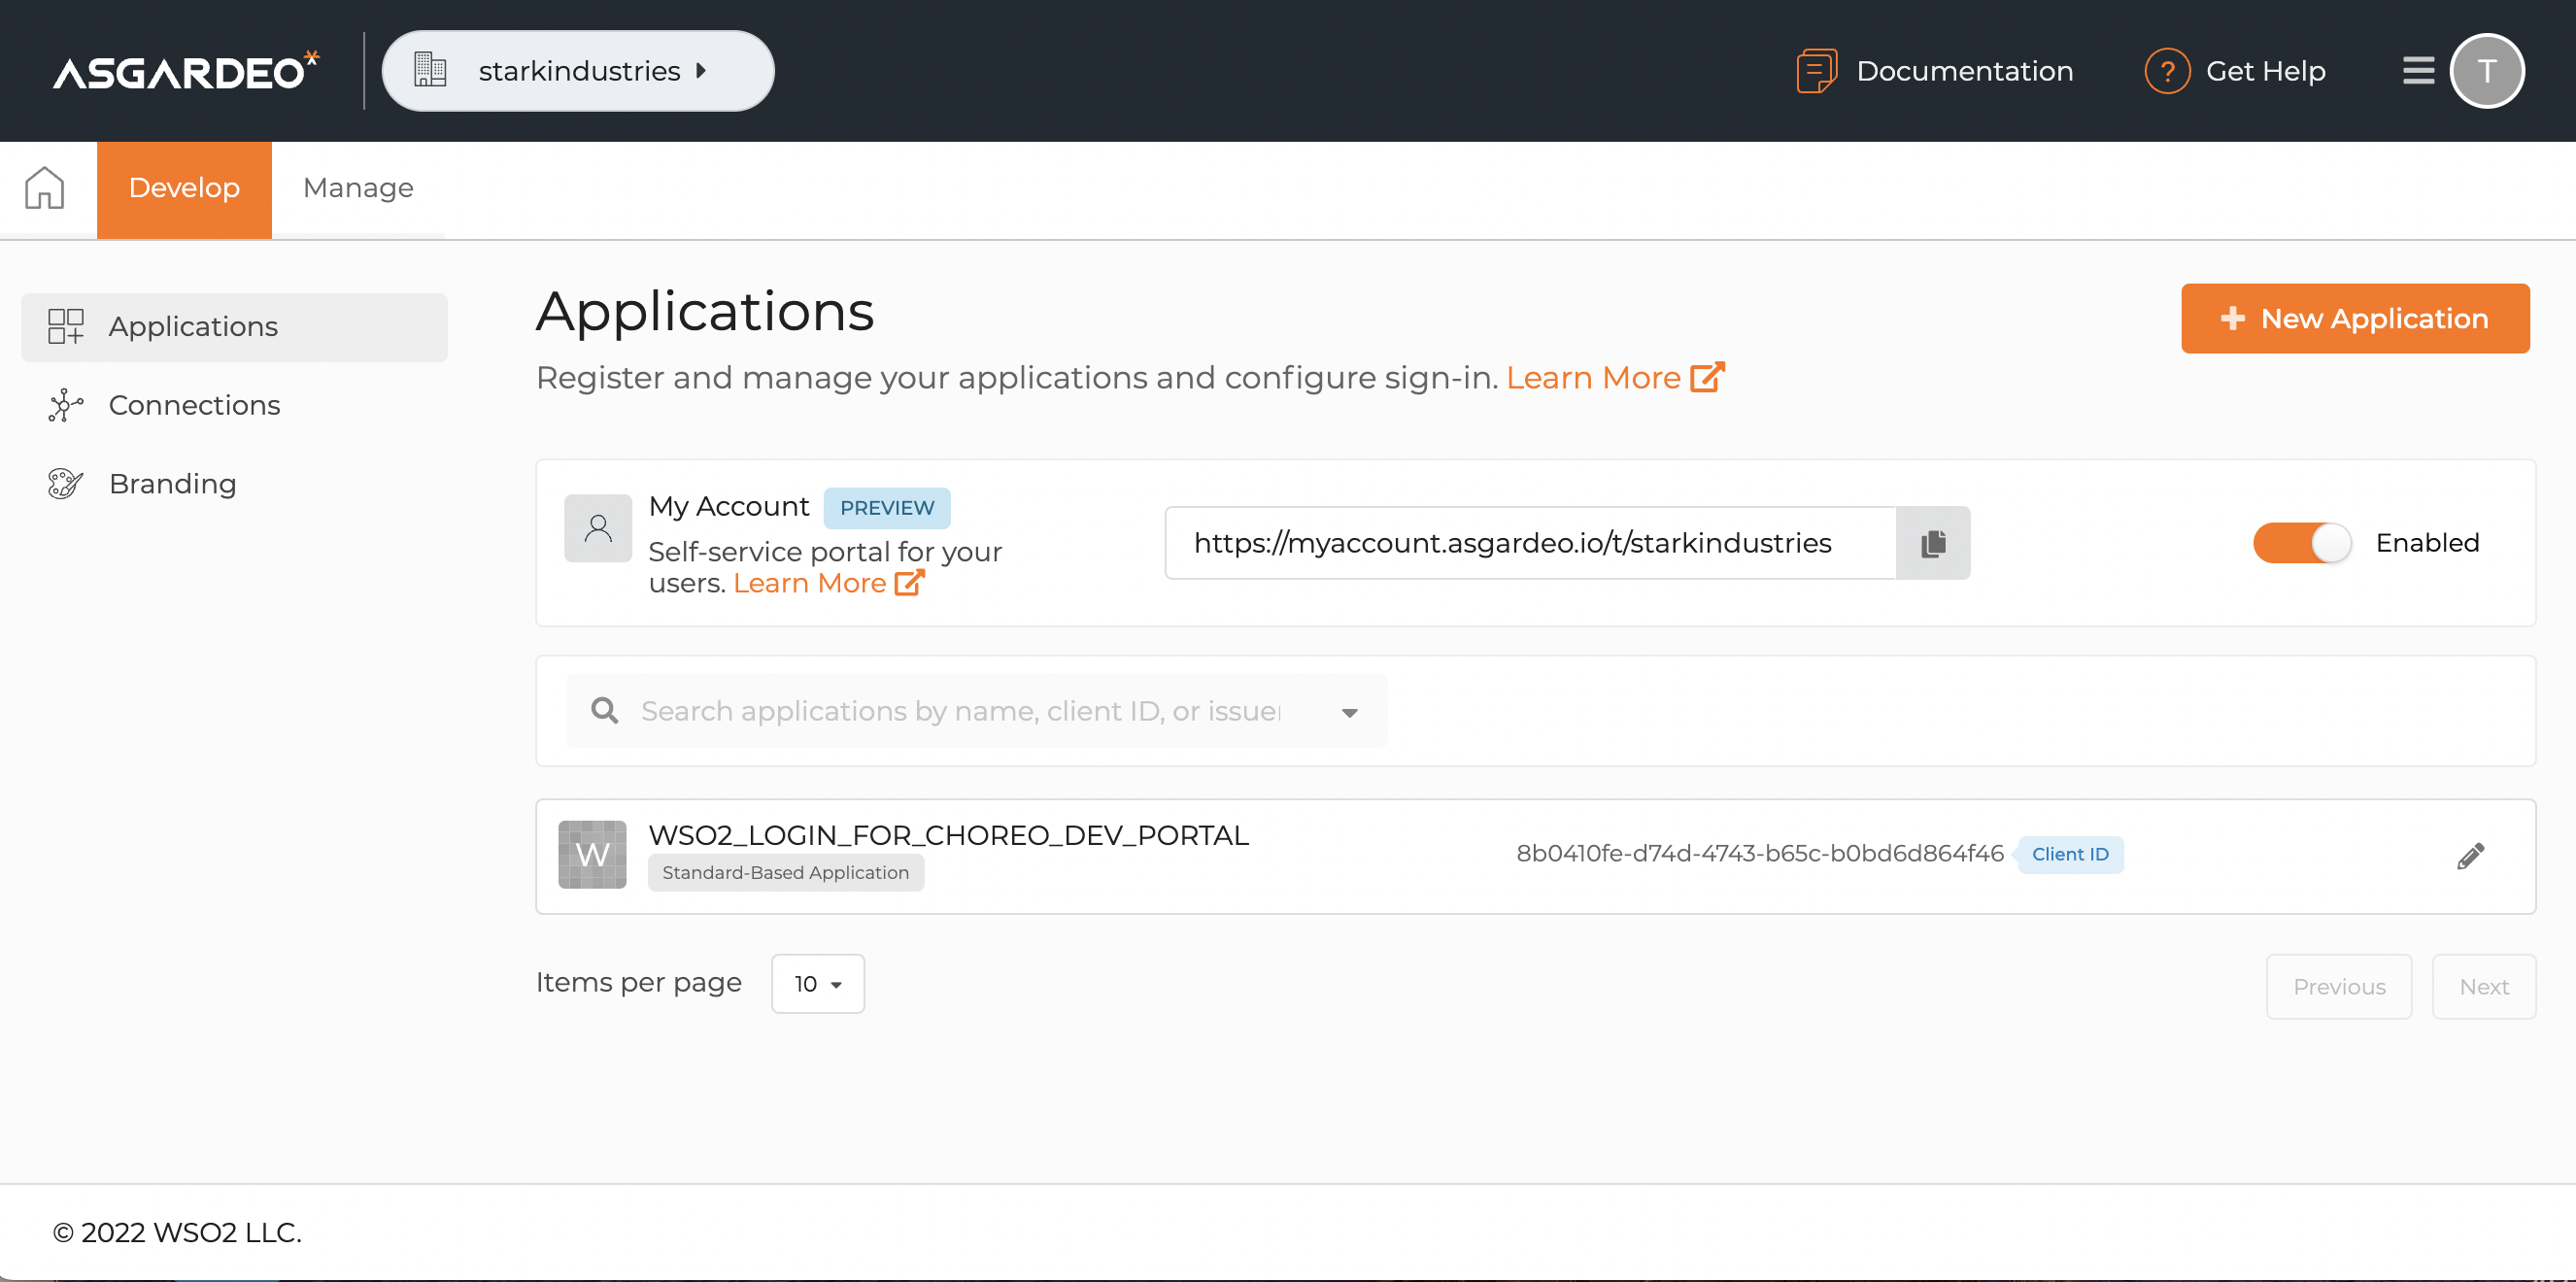 ASGARDEO
starkindustries
Documentation
?
Get Help
T
Develop
Manage
Applications
Connections
Branding
Applications
New Application
Register and manage your applications and configure sign-in. Learn More
My Account PREVIEW
Self-service portal for your
users. Learn More
https://myaccount.asgardeo.io/t/starkindustries
Enabled
Search applications by name, client ID, or issuer
W
WSO2_LOGIN_FOR_CHOREO_DEV_PORTAL
Standard-Based Application
8b0410fe-d74d-4743-b65c-b0bd6d864f46 Client ID
Items per page 10
Previous
Next
© 2022 WSO2 LLC.